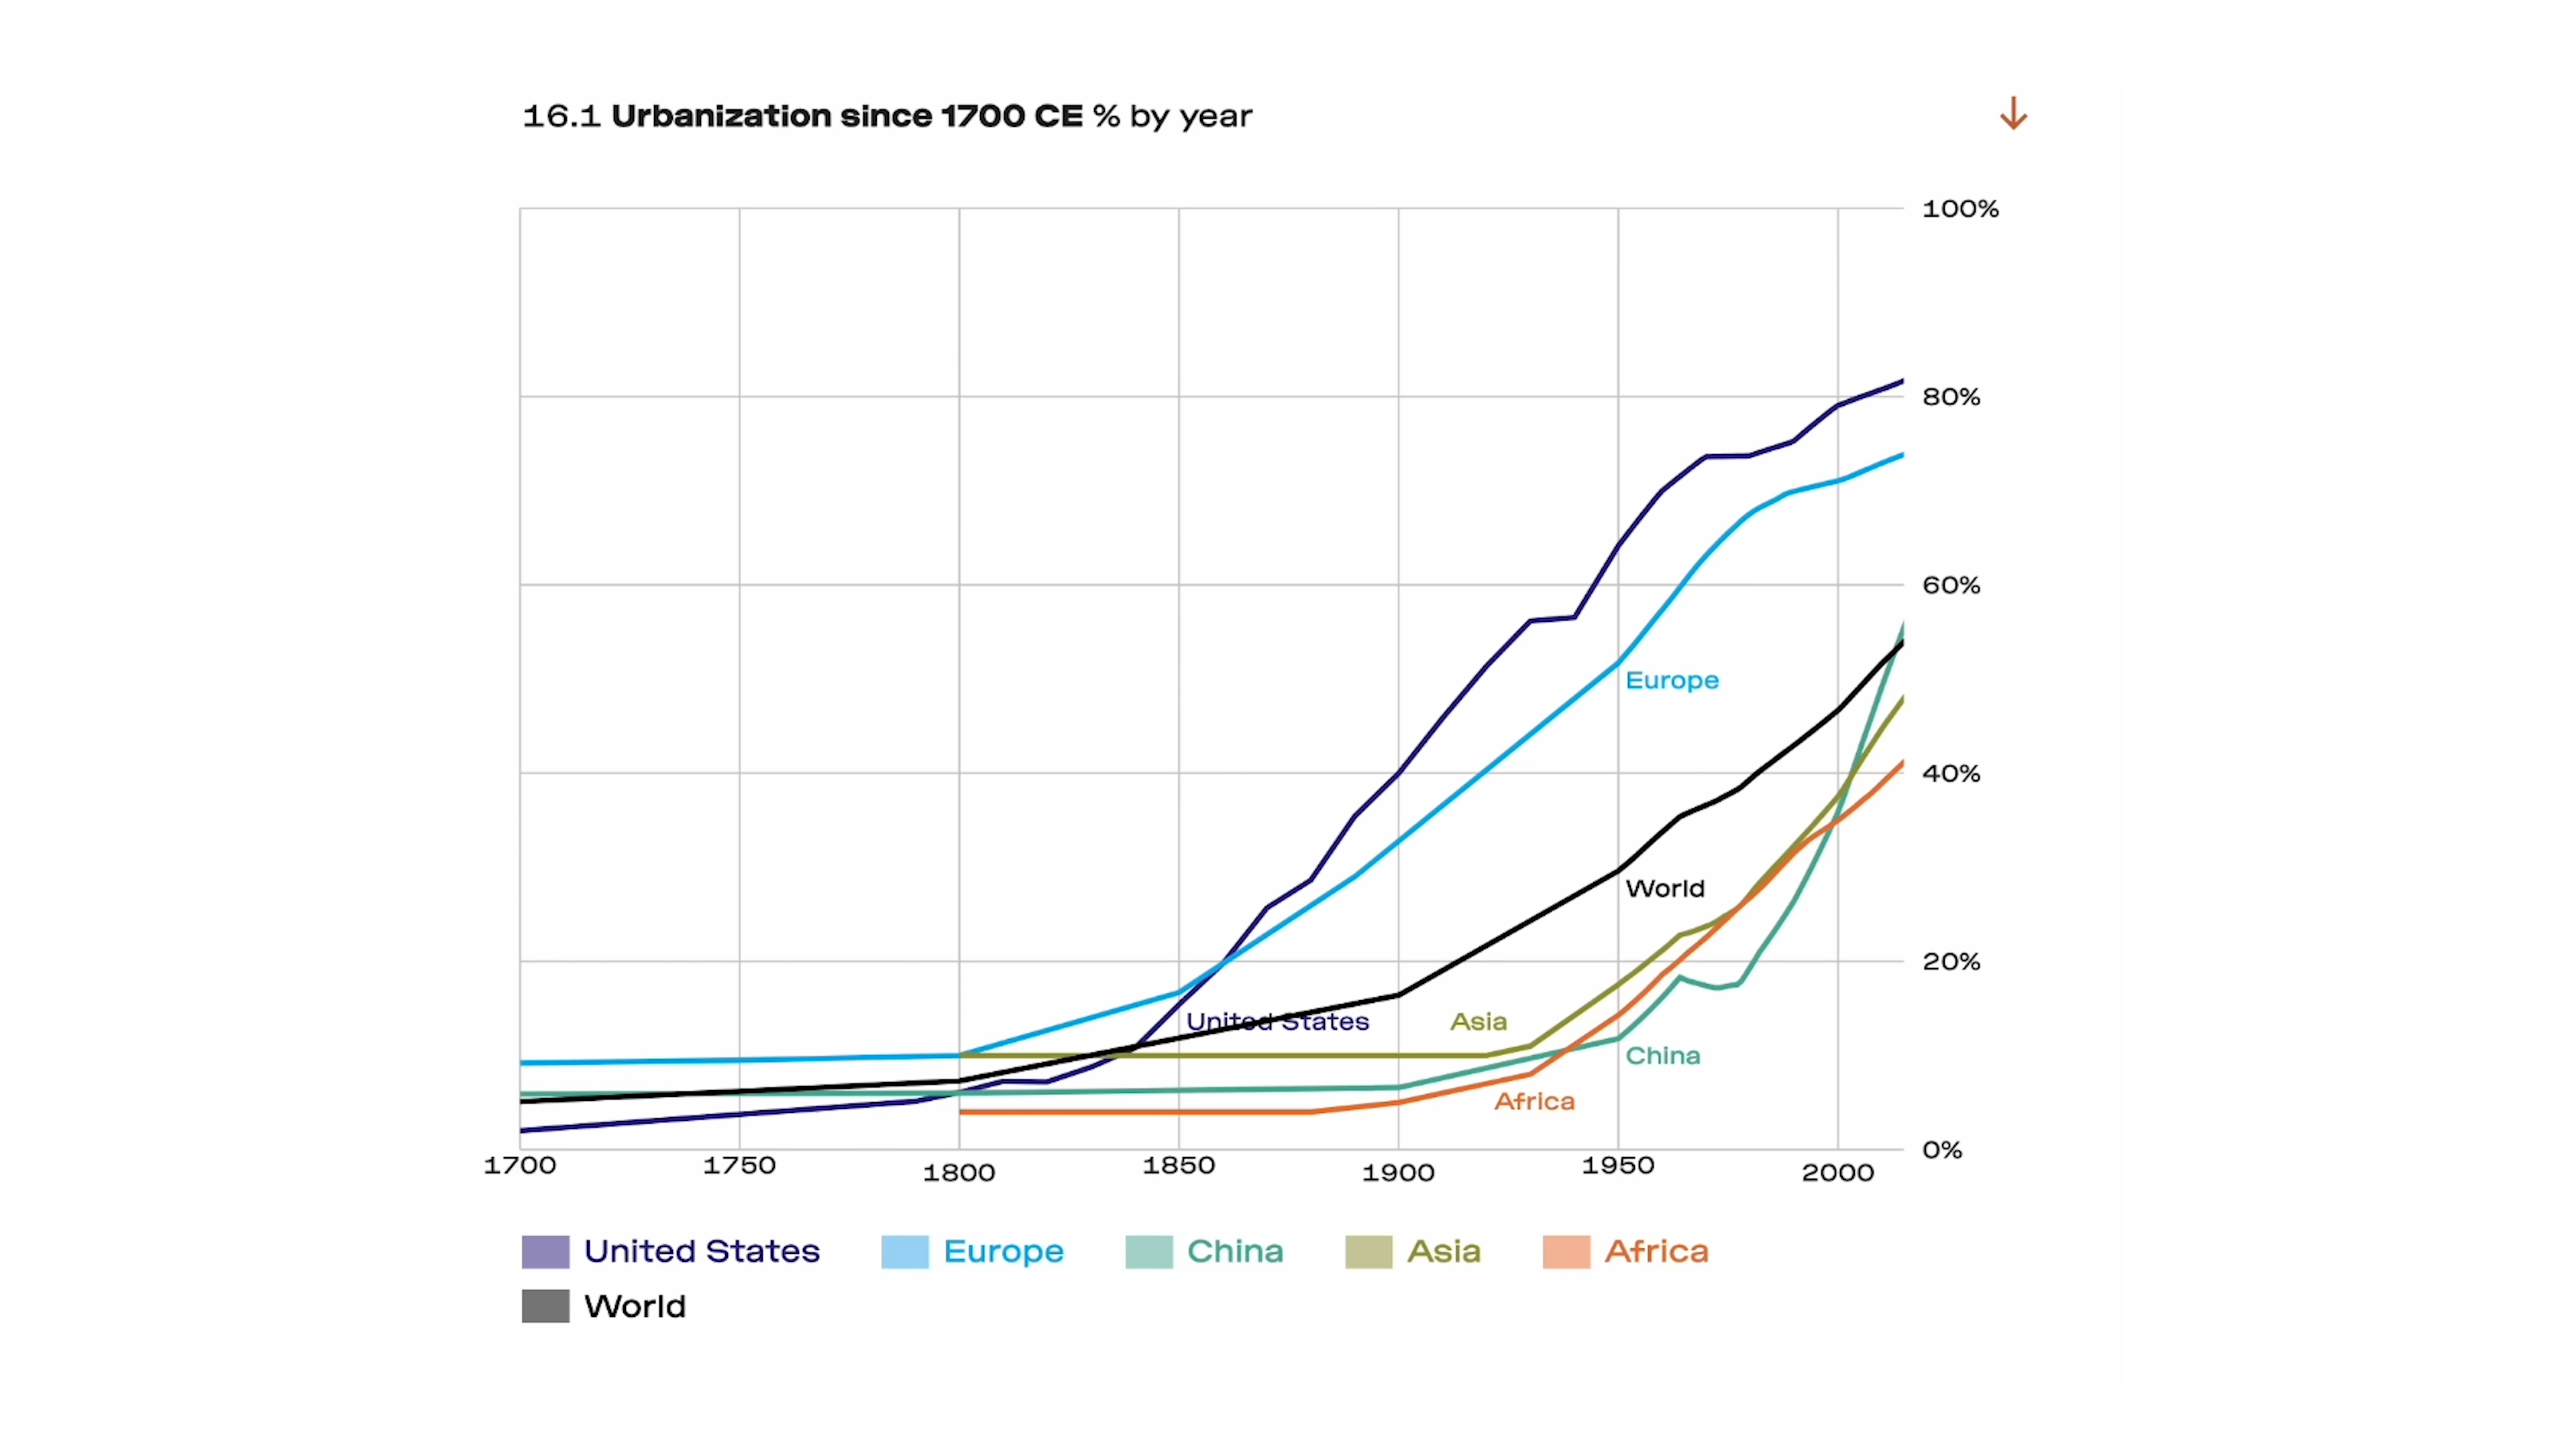 16.1 Urbanization since 1700 CE % by year
100%
80%
60%
Europe
40%
World
20%
United States
Asia
China
Africa
0%
1700 1750 1800 1850 1900 1950 2000
United States Europe China Asia Africa
World